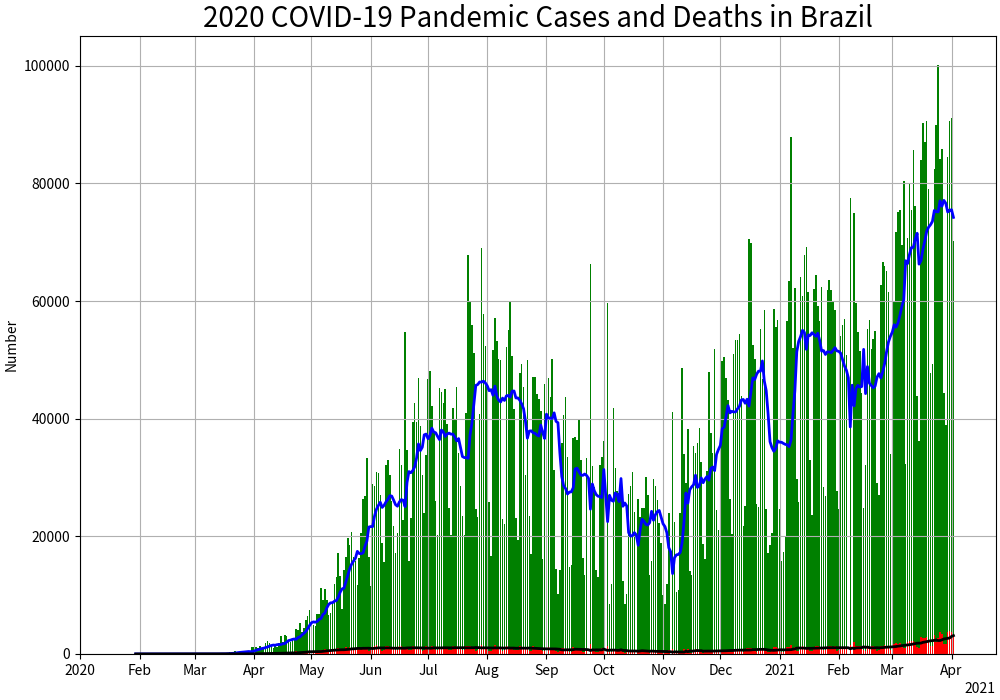 2020 COVID-19 Pandemic Cases and Deaths in Brazil
Number
100000
80000
60000
40000
20000
0
2020 Feb Mar Apr May Jun Jul Aug Sep Oct Nov Dec 2021 Feb Mar Apr
2021